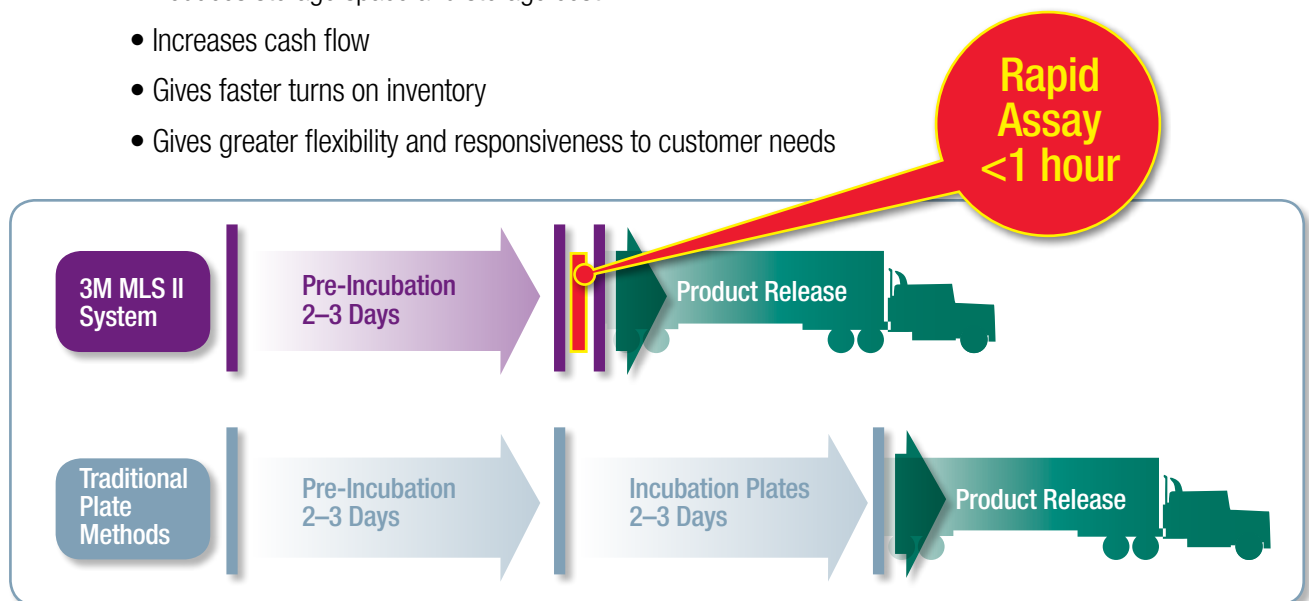 • Increases cash flow
• Gives faster turns on inventory
• Gives greater flexibility and responsiveness to customer needs
Rapid
Assay
<1 hour
3M MLS II
System
Pre-Incubation
2–3 Days
Product Release
Traditional
Plate
Methods
Pre-Incubation
2–3 Days
Incubation Plates
2–3 Days
Product Release